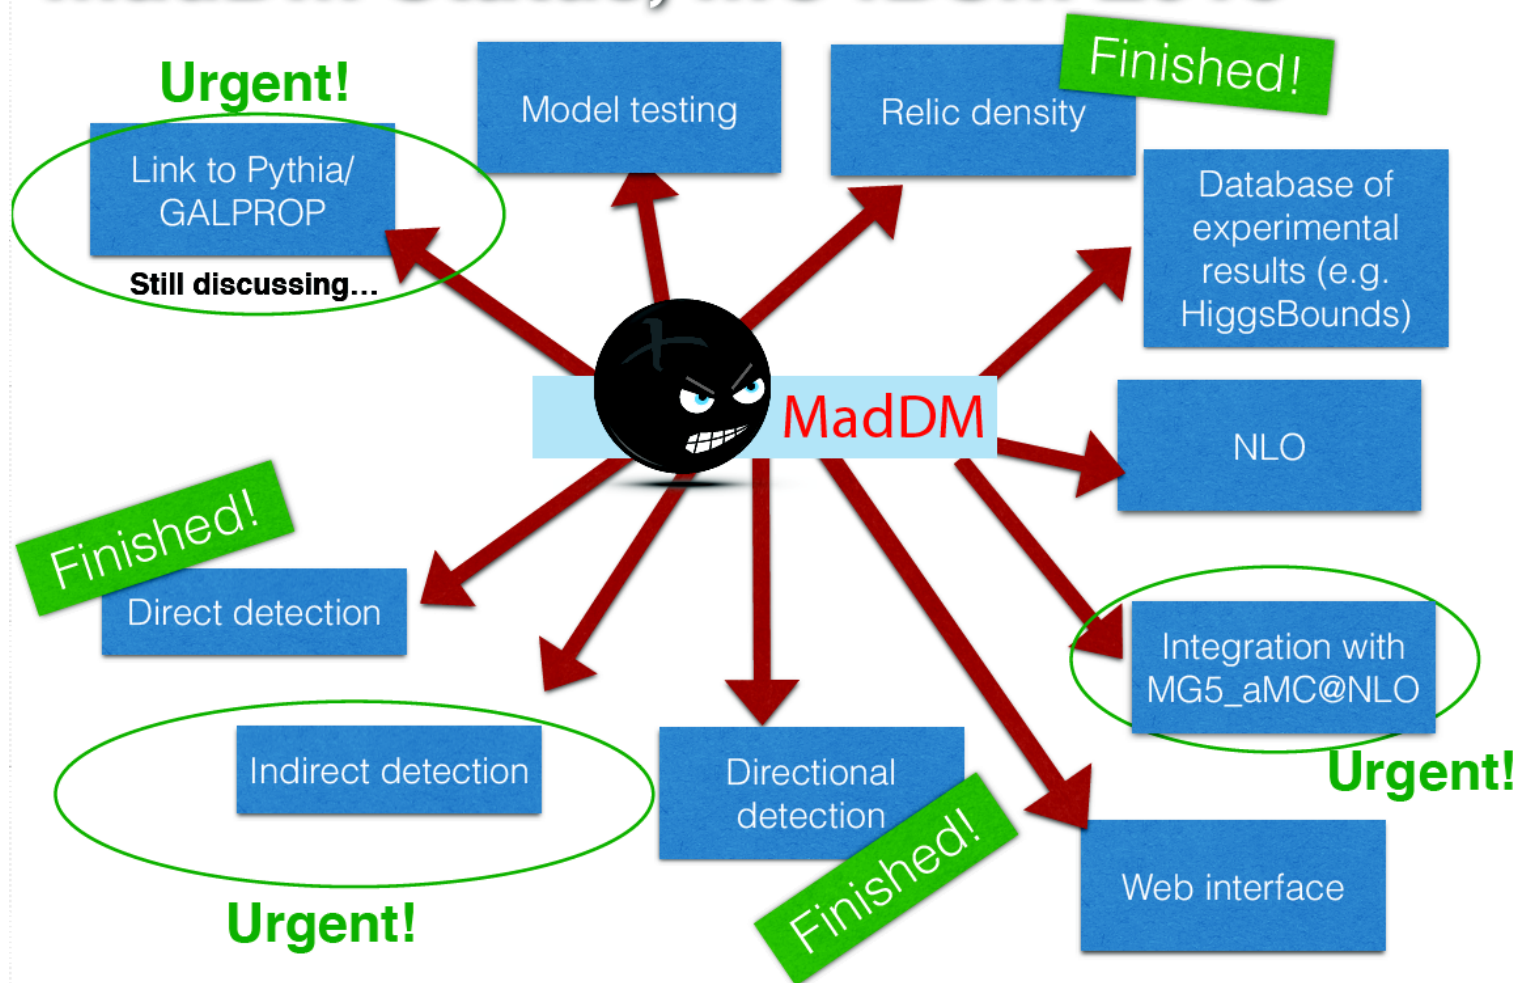 Urgent!
Model testing
Relic density
Finished!
Link to Pythia/
GALPROP
Still discussing...
Database of
experimental
results (e.g.
HiggsBounds)
MadDM
NLO
Finished!
Direct detection
Integration with
MG5_aMC@NLO
Urgent!
Indirect detection
Urgent!
Directional
detection
Finished!
Web interface